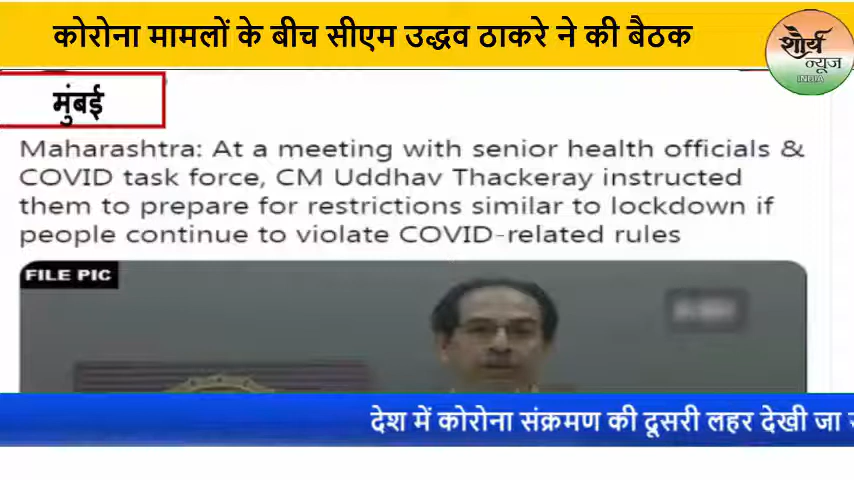 कोरोना मामलों के बीच सीएम उद्धव ठाकरे ने की बैठक
शौर्य
न्यूज
INDIA
मुंबई
Maharashtra: At a meeting with senior health officials &
COVID task force, CM Uddhav Thackeray instructed
them to prepare for restrictions similar to lockdown if
people continue to violate COVID-related rules
FILE PIC
देश में कोरोना संक्रमण की दूसरी लहर देखी जा